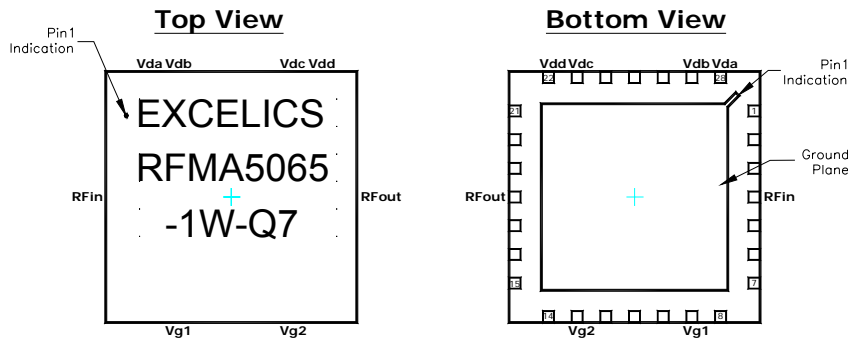 Top View
Pin1
Indication
Vda Vdb
Vdc Vdd
EXCELICS
RFMA5065
-1W-Q7
RFin
RFout
Vg1
Vg2
Bottom View
Vdd Vdc
Vdb Vda
Pin1
Indication
22
28
21
1
Ground
Plane
RFout
RFin
15
7
14
8
Vg2
Vg1